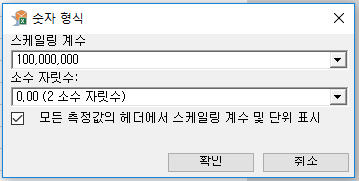 숫자 형식
스케일링 계수
100,000,000
소수 자릿수:
0,00 (2 소수 자릿수)
모든 측정값의 헤더에서 스케일링 계수 및 단위 표시
확인
취소